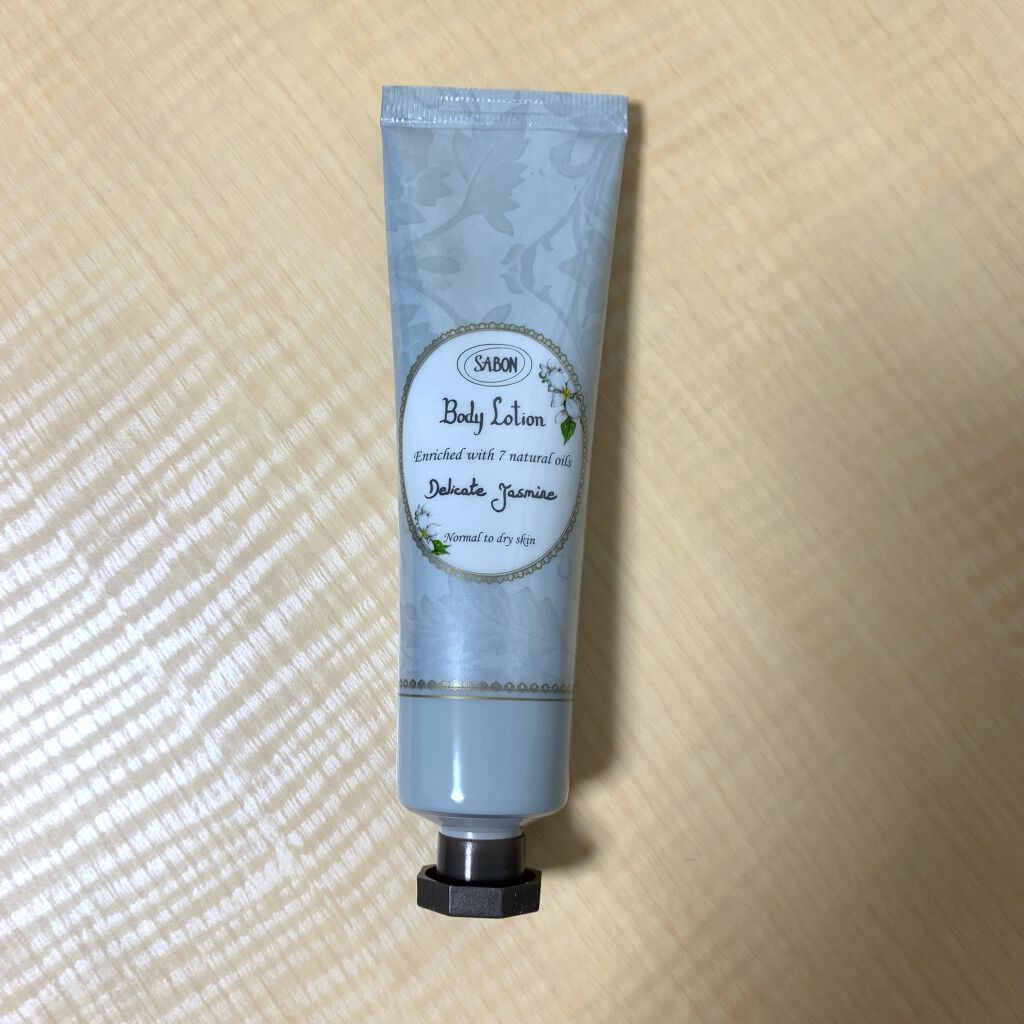 SABON
Body Lotion
Enriched with 7 natural oils
Delicate Jasmine
Normal to dry skin